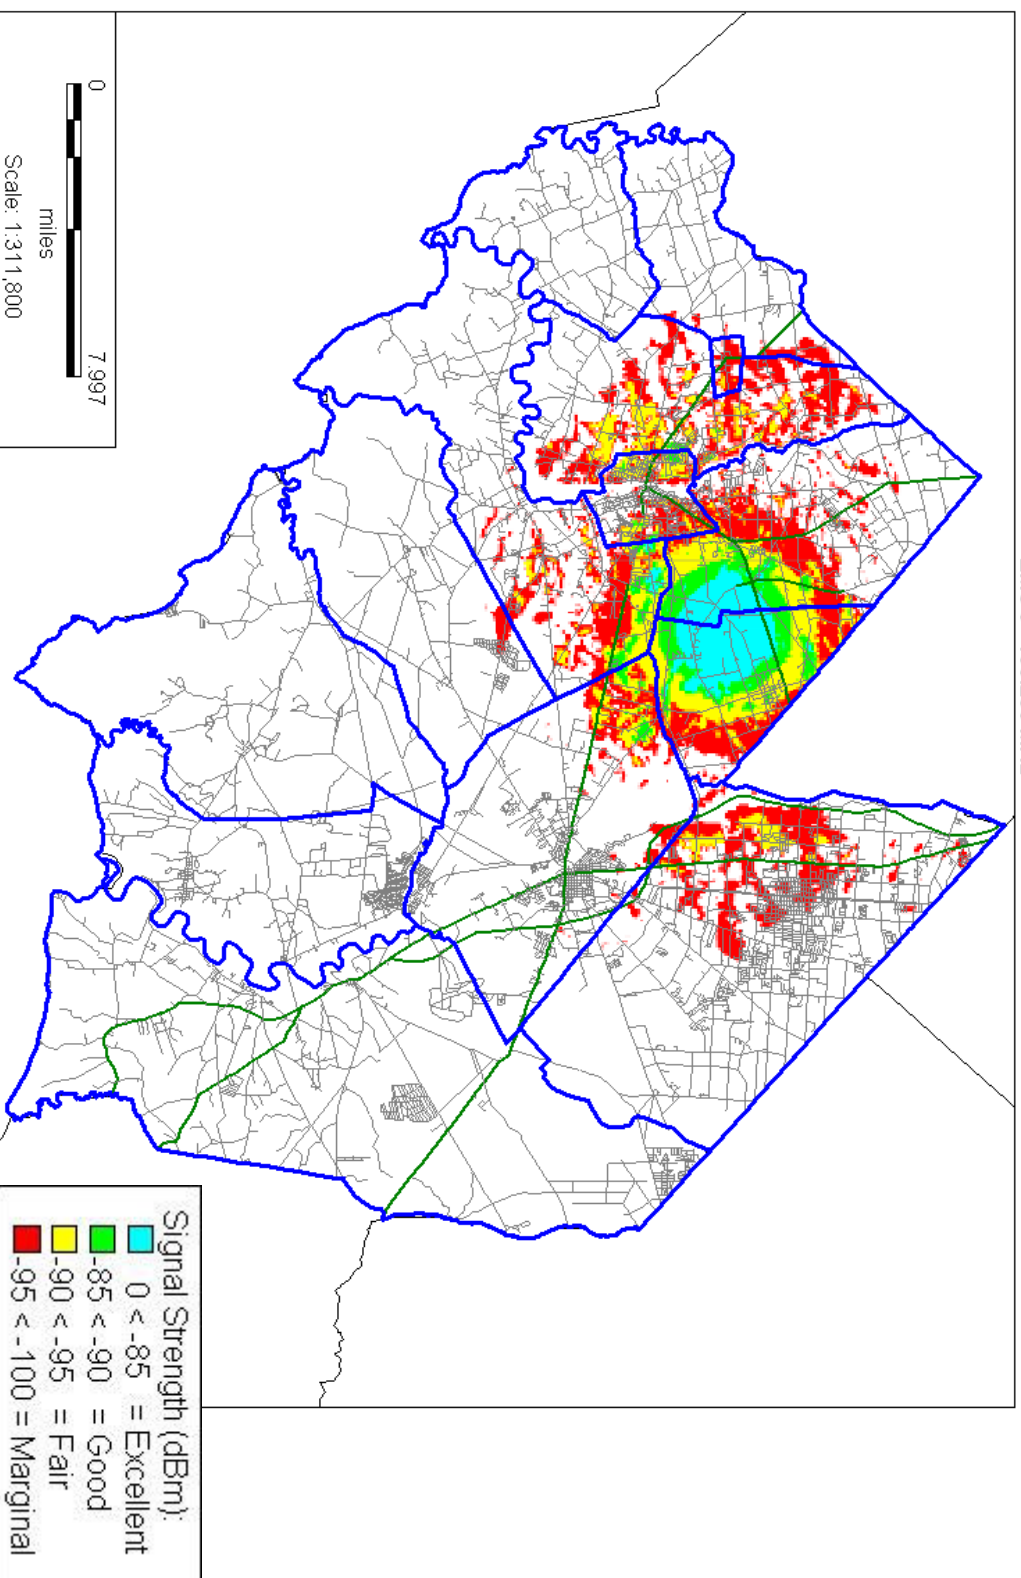 0 7.997
miles
Scale: 1:311,800
Signal Strength (dBm):
0 < -85 = Excellent
-85 < -90 = Good
-90 < -95 = Fair
-95 < -100 = Marginal